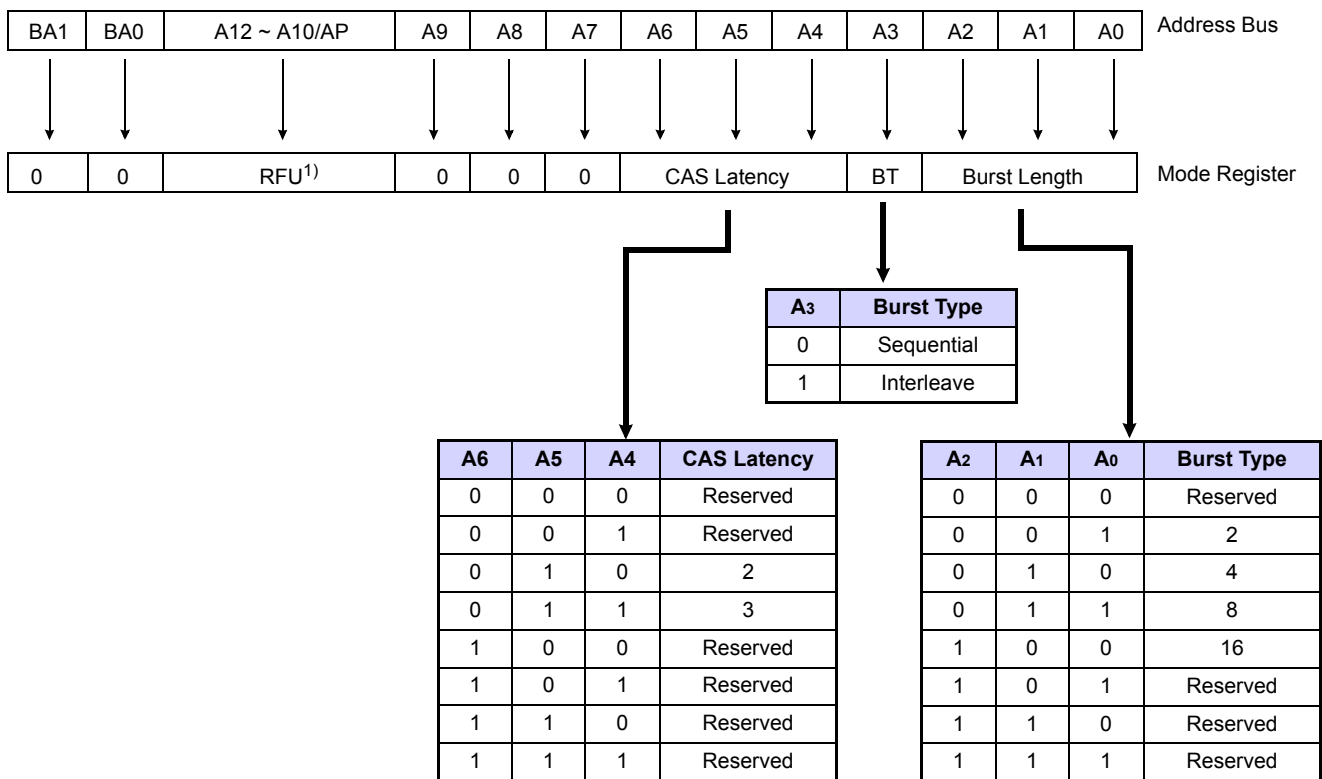 BA1 BA0 A12 ~ A10/AP A9 A8 A7 A6 A5 A4 A3 A2 A1 A0 Address Bus
0 0 RFU1) 0 0 0 CAS Latency BT Burst Length Mode Register
A3 Burst Type
0 Sequential
1 Interleave
A6 A5 A4 CAS Latency
0 0 0 Reserved
0 0 1 Reserved
0 1 0 2
0 1 1 3
1 0 0 Reserved
1 0 1 Reserved
1 1 0 Reserved
1 1 1 Reserved
A2 A1 A0 Burst Type
0 0 0 Reserved
0 0 1 2
0 1 0 4
0 1 1 8
1 0 0 16
1 0 1 Reserved
1 1 0 Reserved
1 1 1 Reserved